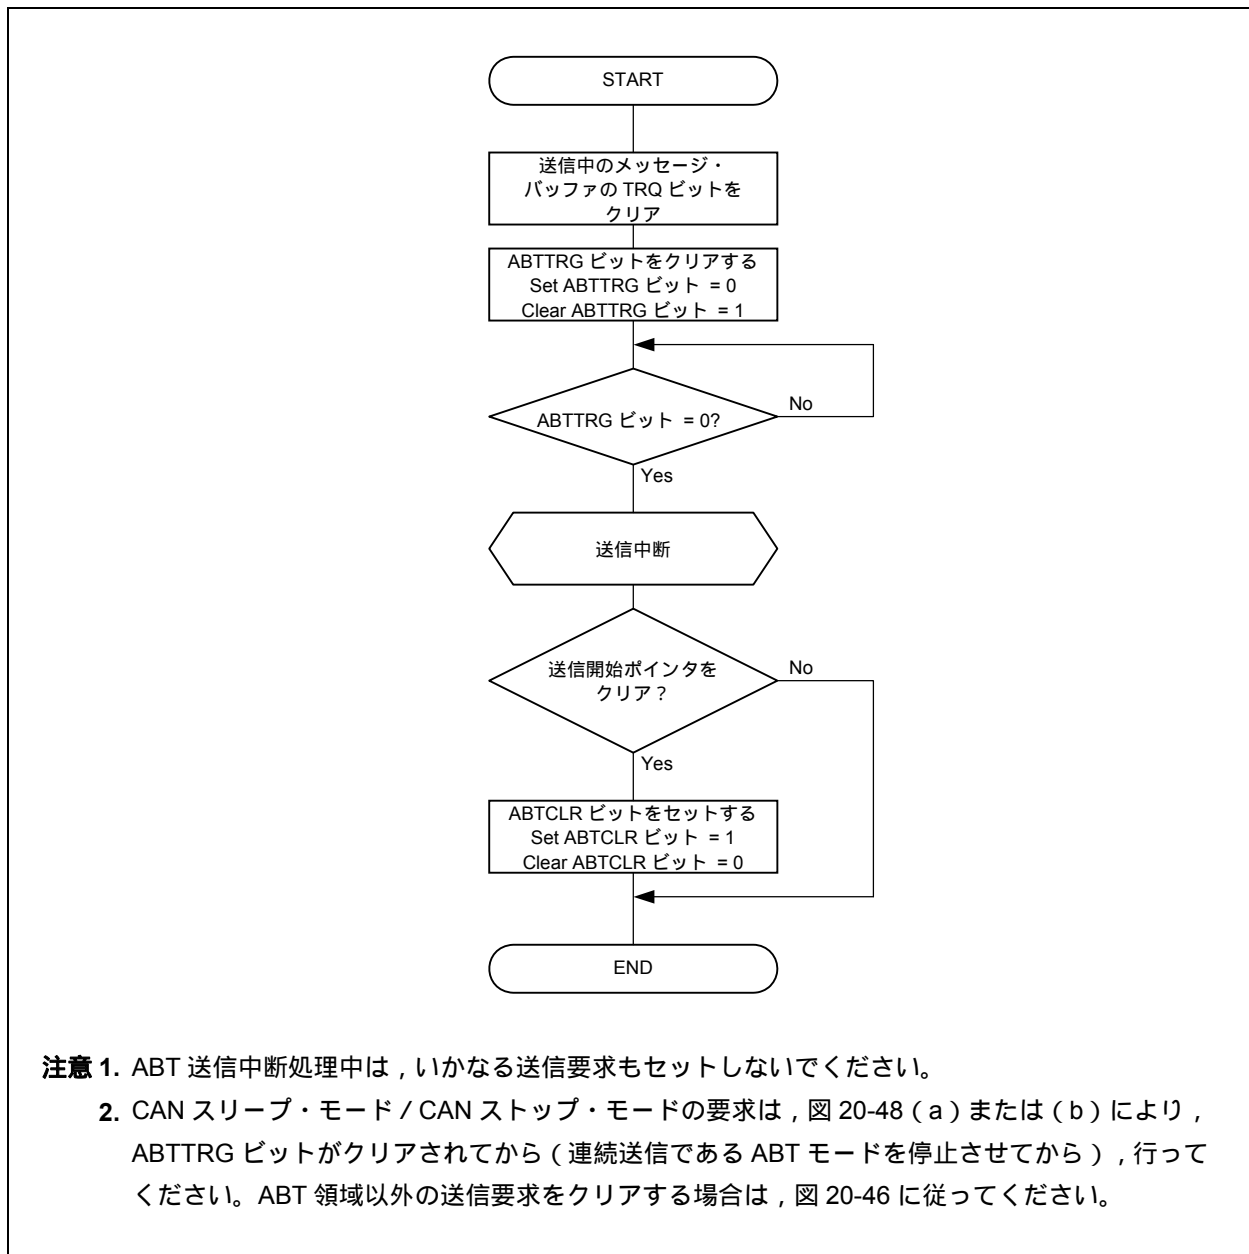 START
送信中のメッセージ・
バッファの TRQ ビットを
クリア
ABTTRG ビットをクリアする
Set ABTTRG ビット = 0
Clear ABTTRG ビット = 1
ABTTRG ビット = 0?
No
Yes
送信中断
送信開始ポインタを
クリア？
No
Yes
ABTCLR ビットをセットする
Set ABTCLR ビット = 1
Clear ABTCLR ビット = 0
END
注意 1. ABT 送信中断処理中は，いかなる送信要求もセットしないでください。
2. CAN スリープ・モード／CAN ストップ・モードの要求は，図 20-48（a）または（b）により，
ABTTRG ビットがクリアされてから（連続送信である ABT モードを停止させてから），行って
ください。ABT 領域以外の送信要求をクリアする場合は，図 20-46 に従ってください。